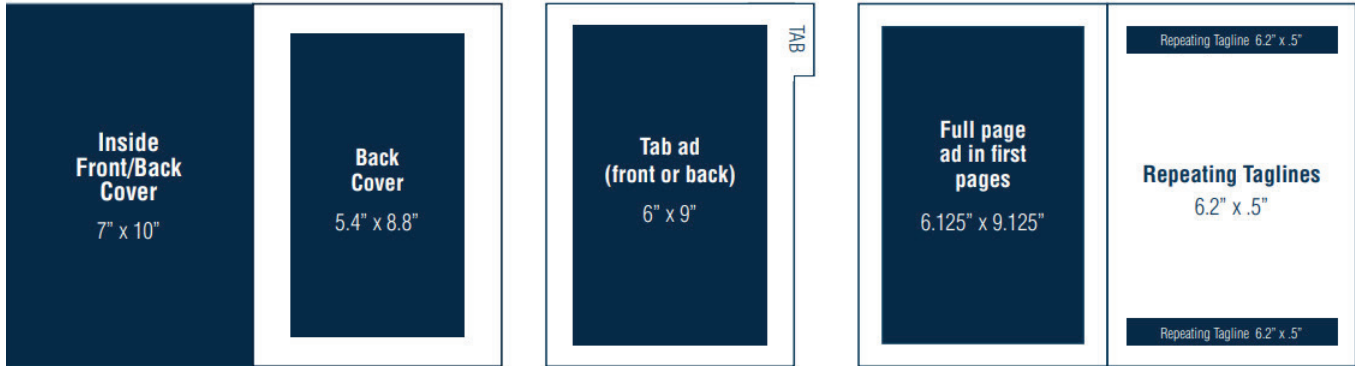 Inside
Front/Back
Cover
7” x 10”
Back
Cover
5.4” x 8.8”
TAB
Tab ad
(front or back)
6” x 9”
Full page
ad in first
pages
6.125” x 9.125”
Repeating Tagline 6.2” x .5”
Repeating Taglines
6.2” x .5”
Repeating Tagline 6.2” x .5”